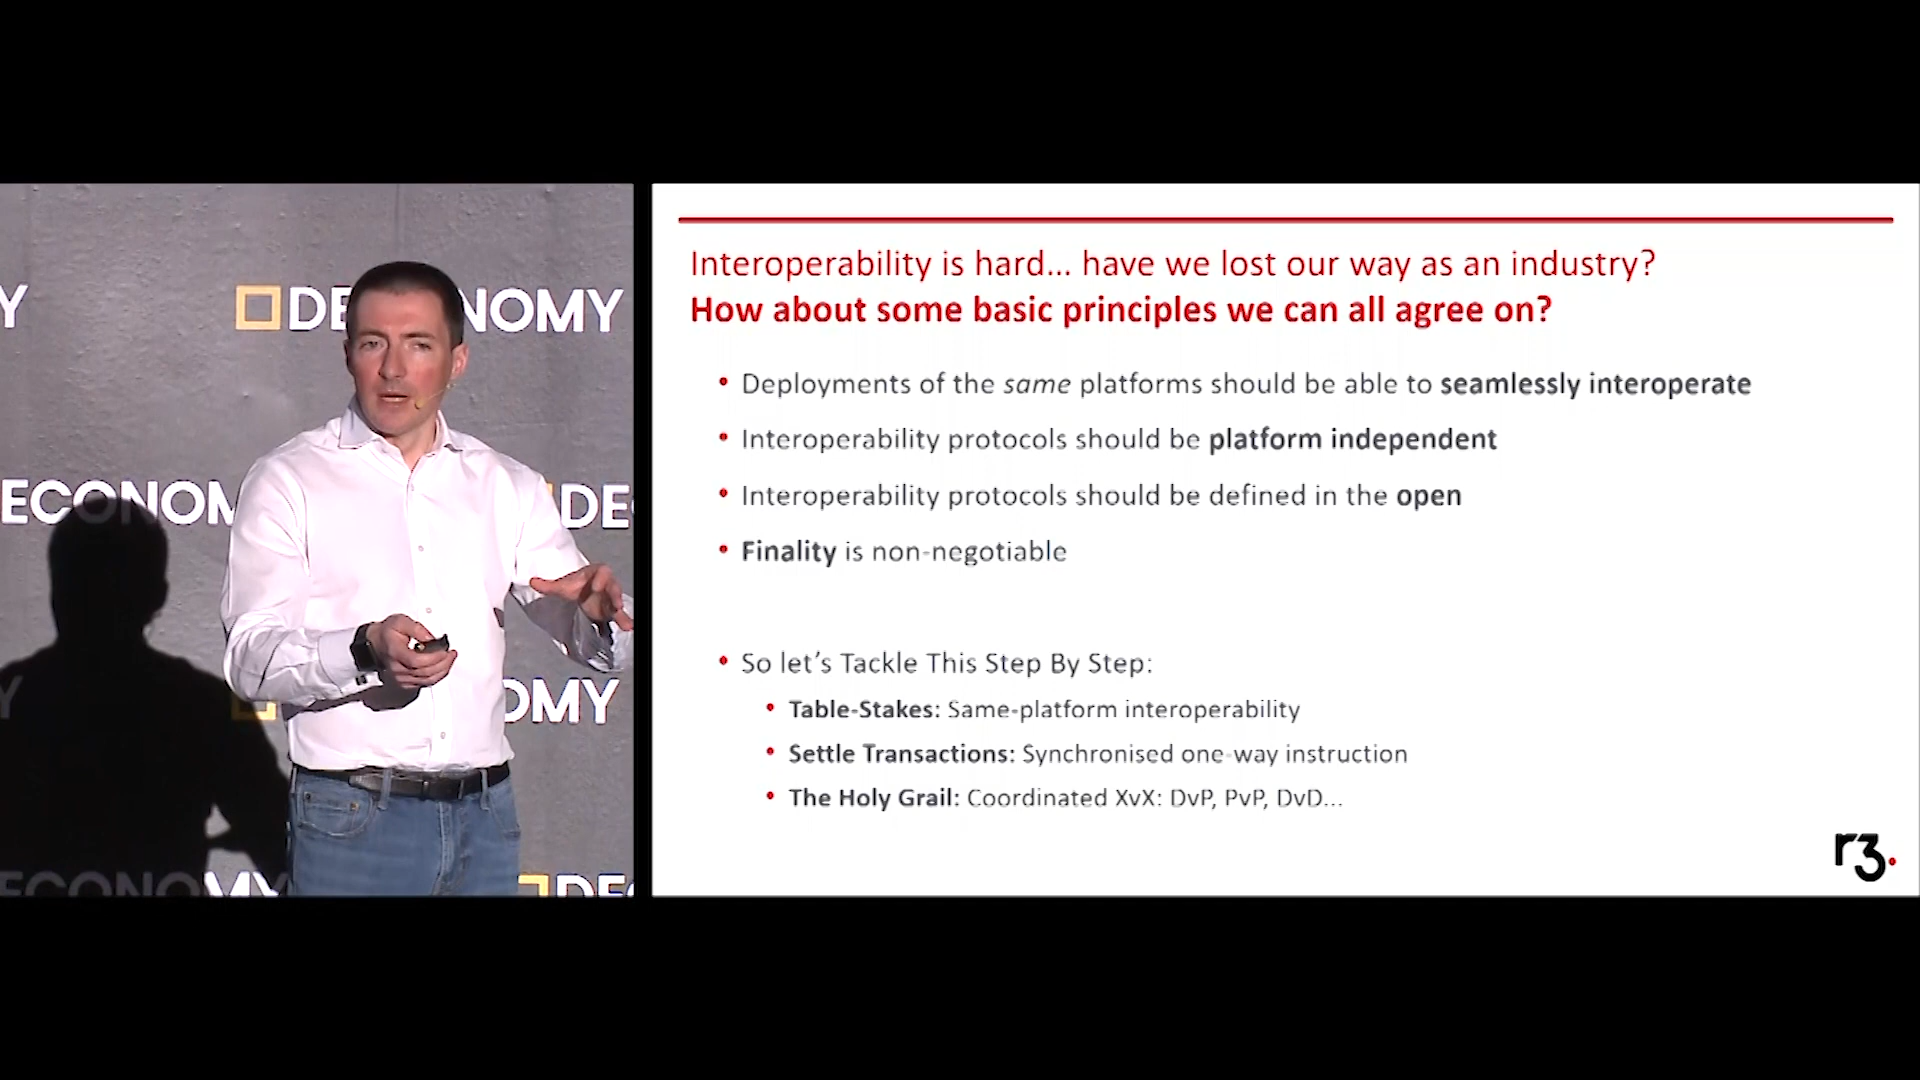 Y
DE NOMY
ECONOM
DE
Y
OMY
ECONOMY
DEC
Interoperability is hard... have we lost our way as an industry?
How about some basic principles we can all agree on?
• Deployments of the same platforms should be able to seamlessly interoperate
• Interoperability protocols should be platform independent
• Interoperability protocols should be defined in the open
• Finality is non-negotiable
• So let’s Tackle This Step By Step:
• Table-Stakes: Same-platform interoperability
• Settle Transactions: Synchronised one-way instruction
• The Holy Grail: Coordinated XvX: DvP, PvP, DvD...
r3.